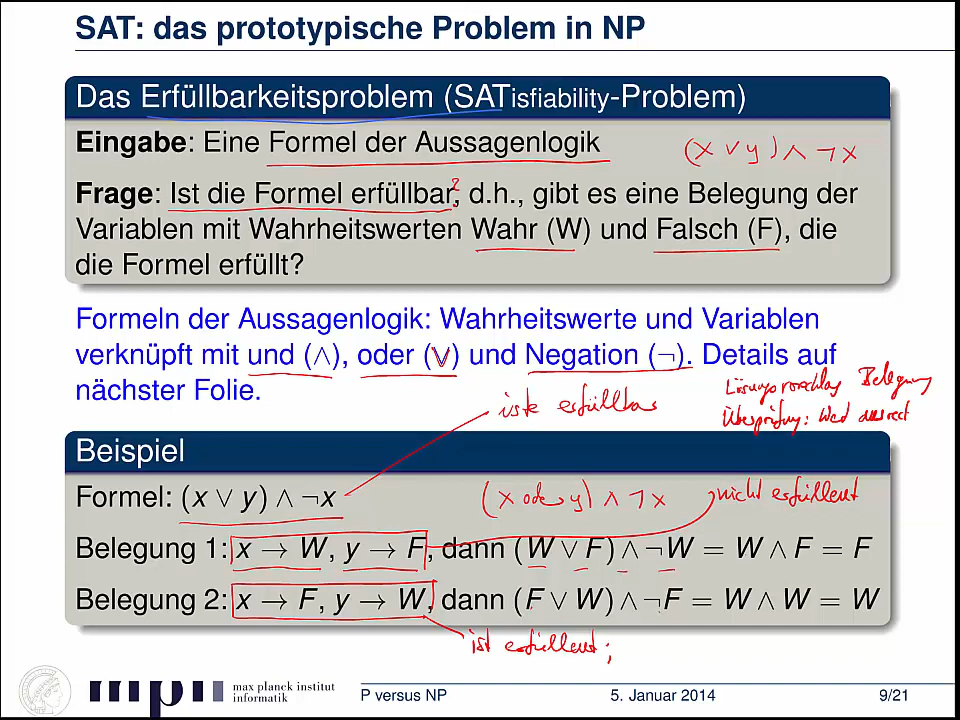 SAT: das prototypische Problem in NP
Das Erfüllbarkeitsproblem (SATisfiability-Problem)
Eingabe: Eine Formel der Aussagenlogik
(x ∨ y) ∧ ¬x
Frage: Ist die Formel erfüllbar, d.h., gibt es eine Belegung der
?
Variablen mit Wahrheitswerten Wahr (W) und Falsch (F), die
die Formel erfüllt?
Formeln der Aussagenlogik: Wahrheitswerte und Variablen
verknüpft mit und (∧), oder (∨) und Negation (¬). Details auf
nächster Folie.
Lösungsvorschlag Belegung
Überprüfung:
erfüllbar
Beispiel
Formel: (x ∨ y) ∧ ¬x
(x oder y) ∧ ¬x
nicht erfüllend
Belegung 1: x → W, y → F, dann (W ∨ F) ∧ ¬W = W ∧ F = F
Belegung 2: x → F, y → W, dann (F ∨ W) ∧ ¬F = W ∧ W = W
ist erfüllend;
max planck institut
informatik
P versus NP
5. Januar 2014
9/21